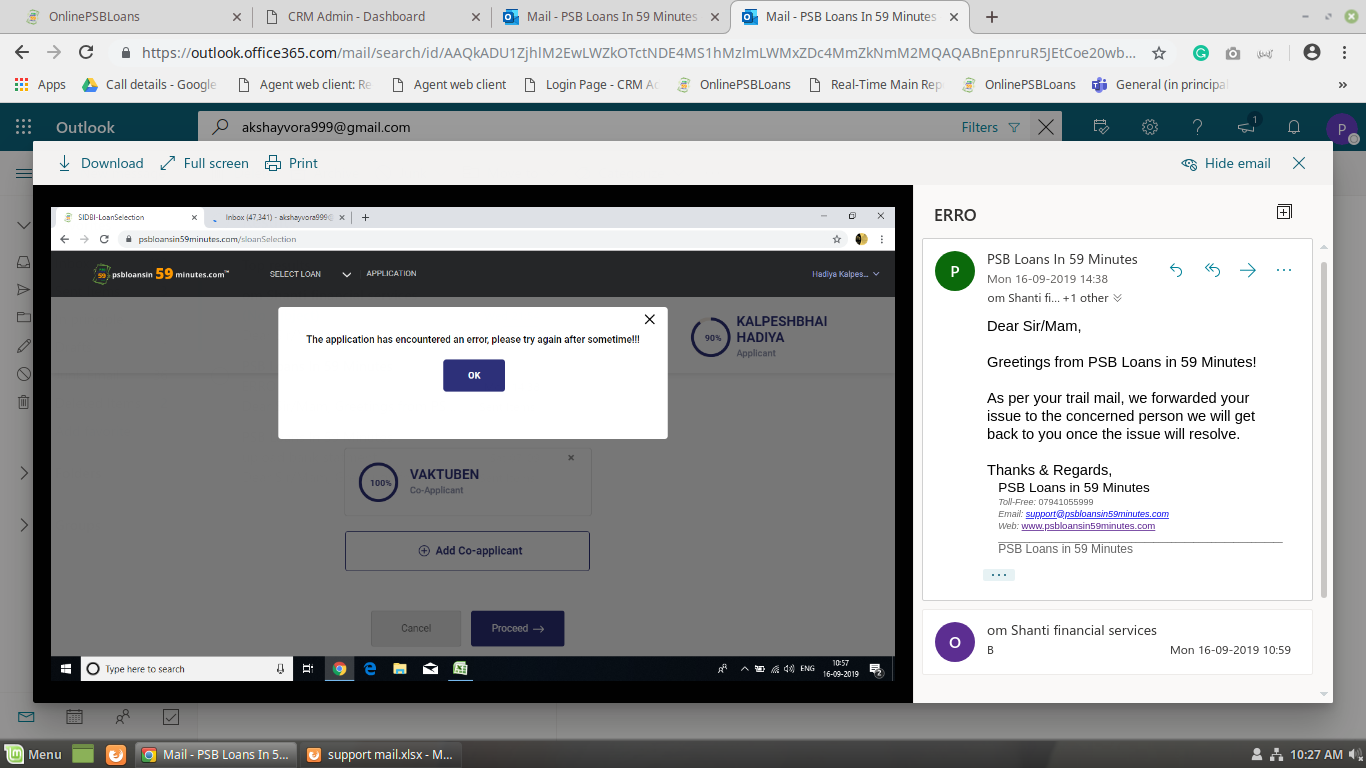 OnlinePSBLoans
CRM Admin - Dashboard
Mail - PSB Loans In 59 Minutes
Mail - PSB Loans In 59 Minutes
https://outlook.office365.com/mail/search/id/AAQkADU1ZjhlM2EwLWZkOTctNDE4MS1hMzlmLWMxZDc4MmZkNmM2MQAQABnEpnruR5JEtCoe20wb...
Apps
Call details - Google
Agent web client: Re
Agent web client
Login Page - CRM Ac
OnlinePSBLoans
Real-Time Main Rep
OnlinePSBLoans
General (in principa
Outlook
akshayvora999@gmail.com
Filters
1
P
Download
Full screen
Print
Hide email
SIDBI-LoanSelection
Inbox (47,341) - akshayvora999@
psbloansin59minutes.com/sloanSelection
59 psbloansin 59 minutes.com™
SELECT LOAN
APPLICATION
Hadiya Kalpes...
The application has encountered an error, please try again after sometime!!!
OK
90%
KALPESHBHAI
HADIYA
Applicant
100%
VAKTUBEN
Co-Applicant
Add Co-applicant
Cancel
Proceed
Type here to search
ENG
10:57
16-09-2019
2
ERRO
P
PSB Loans In 59 Minutes
Mon 16-09-2019 14:38
om Shanti fi... +1 other
Dear Sir/Mam,
Greetings from PSB Loans in 59 Minutes!
As per your trail mail, we forwarded your
issue to the concerned person we will get
back to you once the issue will resolve.
Thanks & Regards,
PSB Loans in 59 Minutes
Toll-Free: 07941055999
Email: support@psbloansin59minutes.com
Web: www.psbloansin59minutes.com
PSB Loans in 59 Minutes
...
O
om Shanti financial services
B
Mon 16-09-2019 10:59
Menu
Mail - PSB Loans In 5...
support mail.xlsx - M...
10:27 AM